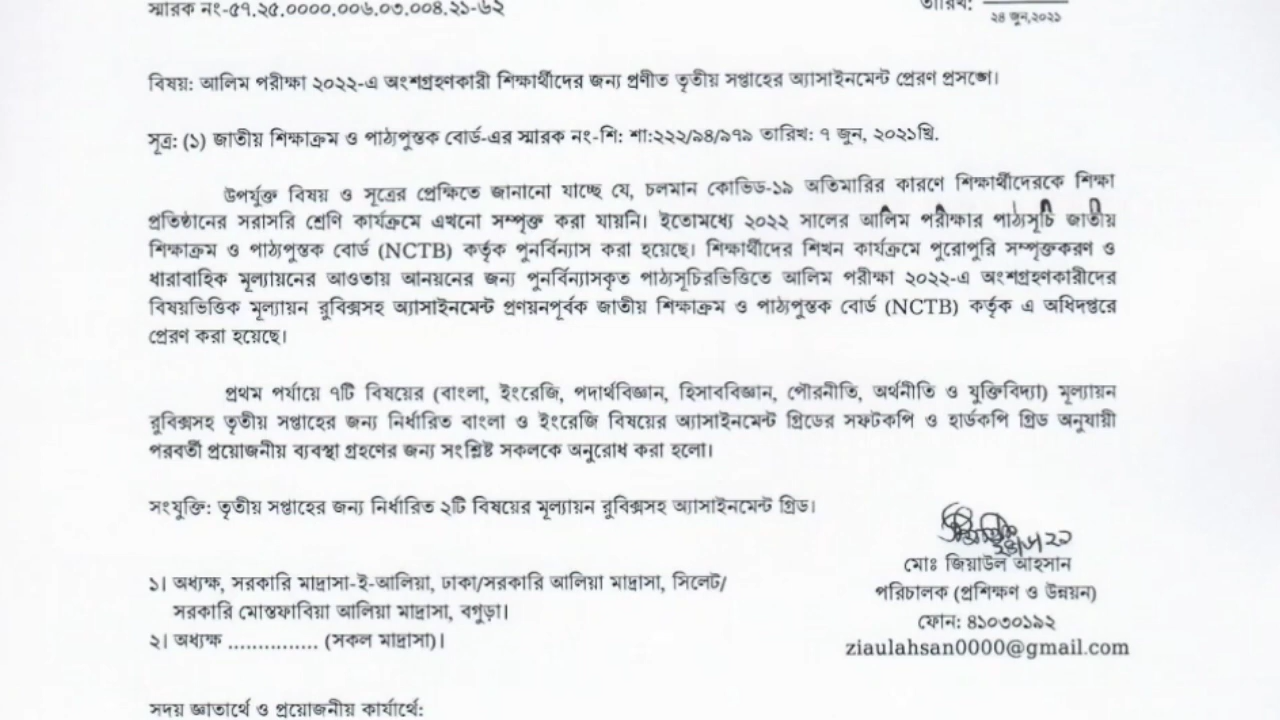 স্মারক নং-৫৭.২৫.০০০০.০০৬.০৩.০০৪.২১-৬২
তারিখ:
২৪ জুন,২০২১
বিষয়: আলিম পরীক্ষা ২০২২-এ অংশগ্রহণকারী শিক্ষার্থীদের জন্য প্রণীত তৃতীয় সপ্তাহের অ্যাসাইনমেন্ট প্রেরণ প্রসঙ্গে।
সূত্র: (১) জাতীয় শিক্ষাক্রম ও পাঠ্যপুস্তক বোর্ড-এর স্মারক নং-শি: শা:২২২/৯৪/৯৭৯ তারিখ: ৭ জুন, ২০২১খ্রি.
উপর্যুক্ত বিষয় ও সূত্রের প্রেক্ষিতে জানানো যাচ্ছে যে, চলমান কোভিড-১৯ অতিমারির কারণে শিক্ষার্থীদেরকে শিক্ষা
প্রতিষ্ঠানের সরাসরি শ্রেণি কার্যক্রমে এখনো সম্পৃক্ত করা যায়নি। ইতোমধ্যে ২০২২ সালের আলিম পরীক্ষার পাঠ্যসূচি জাতীয়
শিক্ষাক্রম ও পাঠ্যপুস্তক বোর্ড (NCTB) কর্তৃক পুনর্বিন্যাস করা হয়েছে। শিক্ষার্থীদের শিখন কার্যক্রমে পুরোপুরি সম্পৃক্তকরণ ও
ধারাবাহিক মূল্যায়নের আওতায় আনয়নের জন্য পুনর্বিন্যাসকৃত পাঠ্যসূচিরভিত্তিতে আলিম পরীক্ষা ২০২২-এ অংশগ্রহণকারীদের
বিষয়ভিত্তিক মূল্যায়ন রুবিক্সসহ অ্যাসাইনমেন্ট প্রণয়নপূর্বক জাতীয় শিক্ষাক্রম ও পাঠ্যপুস্তক বোর্ড (NCTB) কর্তৃক এ অধিদপ্তরে
প্রেরণ করা হয়েছে।
প্রথম পর্যায়ে ৭টি বিষয়ের (বাংলা, ইংরেজি, পদার্থবিজ্ঞান, হিসাববিজ্ঞান, পৌরনীতি, অর্থনীতি ও যুক্তিবিদ্যা) মূল্যায়ন
রুবিক্সসহ তৃতীয় সপ্তাহের জন্য নির্ধারিত বাংলা ও ইংরেজি বিষয়ের অ্যাসাইনমেন্ট গ্রিডের সফটকপি ও হার্ডকপি গ্রিড অনুযায়ী
পরবর্তী প্রয়োজনীয় ব্যবস্থা গ্রহণের জন্য সংশ্লিষ্ট সকলকে অনুরোধ করা হলো।
সংযুক্তি: তৃতীয় সপ্তাহের জন্য নির্ধারিত ২টি বিষয়ের মূল্যায়ন রুবিক্সসহ অ্যাসাইনমেন্ট গ্রিড।
মোঃ জিয়াউল আহসান
পরিচালক (প্রশিক্ষণ ও উন্নয়ন)
ফোন: ৪১০৩০১৯২
ziaulahsan0000@gmail.com
১। অধ্যক্ষ, সরকারি মাদ্রাসা-ই-আলিয়া, ঢাকা/সরকারি আলিয়া মাদ্রাসা, সিলেট/
সরকারি মোস্তফাবিয়া আলিয়া মাদ্রাসা, বগুড়া।
২। অধ্যক্ষ ............... (সকল মাদ্রাসা)।
সদয় জ্ঞাতার্থে ও প্রয়োজনীয় কার্যার্থে: